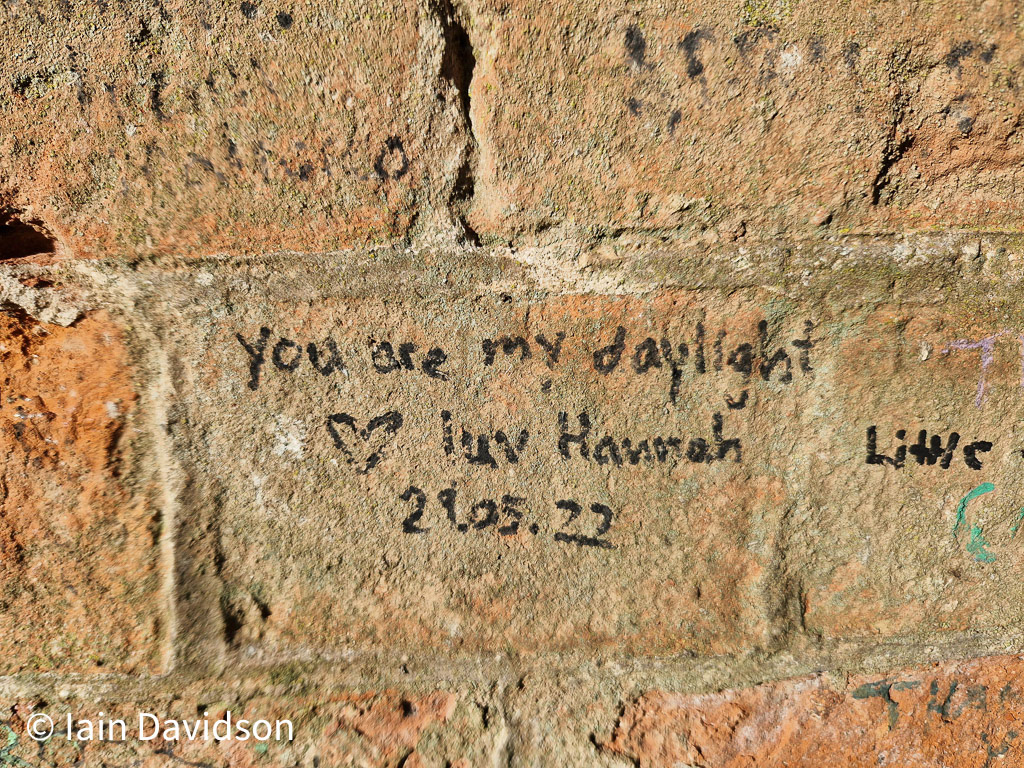 You are my daylight
luv Hannah
Little
21.05.22
© Iain Davidson